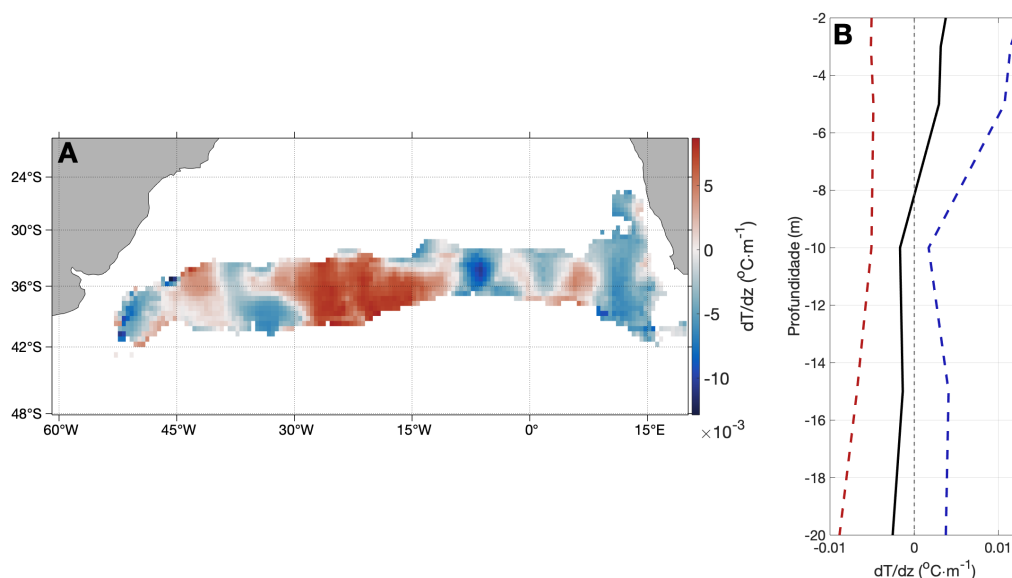 A
24°S
30°S
36°S
42°S
48°S
60°W
45°W
30°W
15°W
0°
15°E
5
0
-5
-10
×10⁻³
dT/dz (°C·m⁻¹)
B
-2
-4
-6
-8
-10
-12
-14
-16
-18
-20
Profundidade (m)
-0.01
0
0.01
dT/dz (°C·m⁻¹)